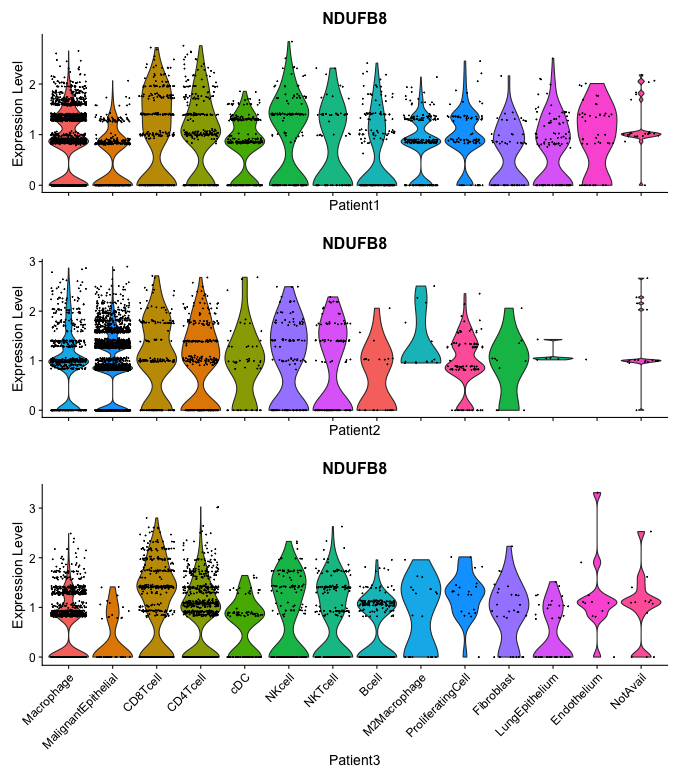 NDUFB8
Expression Level
2
1
0
Patient1
NDUFB8
Expression Level
3
2
1
0
Patient2
NDUFB8
Expression Level
3
2
1
0
Macrophage
MalignantEpithelial
CD8Tcell
CD4Tcell
cDC
NKcell
NKTcell
Bcell
M2Macrophage
ProliferatingCell
Fibroblast
LungEpithelium
Endothelium
NotAvail
Patient3